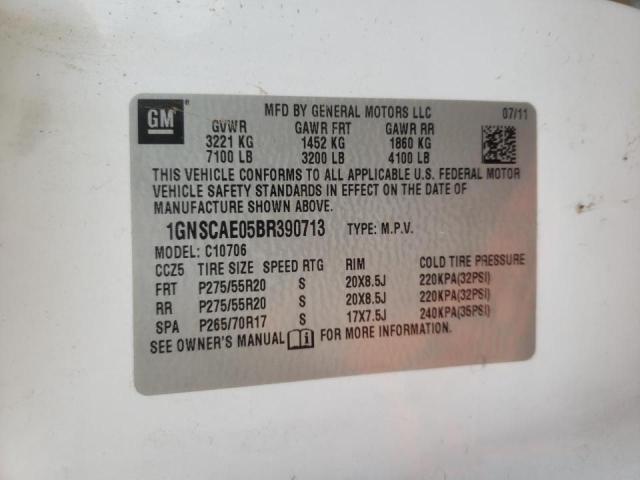 GM
MFD BY GENERAL MOTORS LLC 07/11
GVWR GAWR FRT GAWR RR
3221 KG 1452 KG 1860 KG
7100 LB 3200 LB 4100 LB
THIS VEHICLE CONFORMS TO ALL APPLICABLE U.S. FEDERAL MOTOR
VEHICLE SAFETY STANDARDS IN EFFECT ON THE DATE OF
MANUFACTURE SHOWN ABOVE.
1GNSCAE05BR390713 TYPE: M.P.V.
MODEL: C10706
CCZ5 TIRE SIZE SPEED RTG RIM COLD TIRE PRESSURE
FRT P275/55R20 S 20X8.5J 220KPA(32PSI)
RR P275/55R20 S 20X8.5J 220KPA(32PSI)
SPA P265/70R17 S 17X7.5J 240KPA(35PSI)
SEE OWNER'S MANUAL FOR MORE INFORMATION.